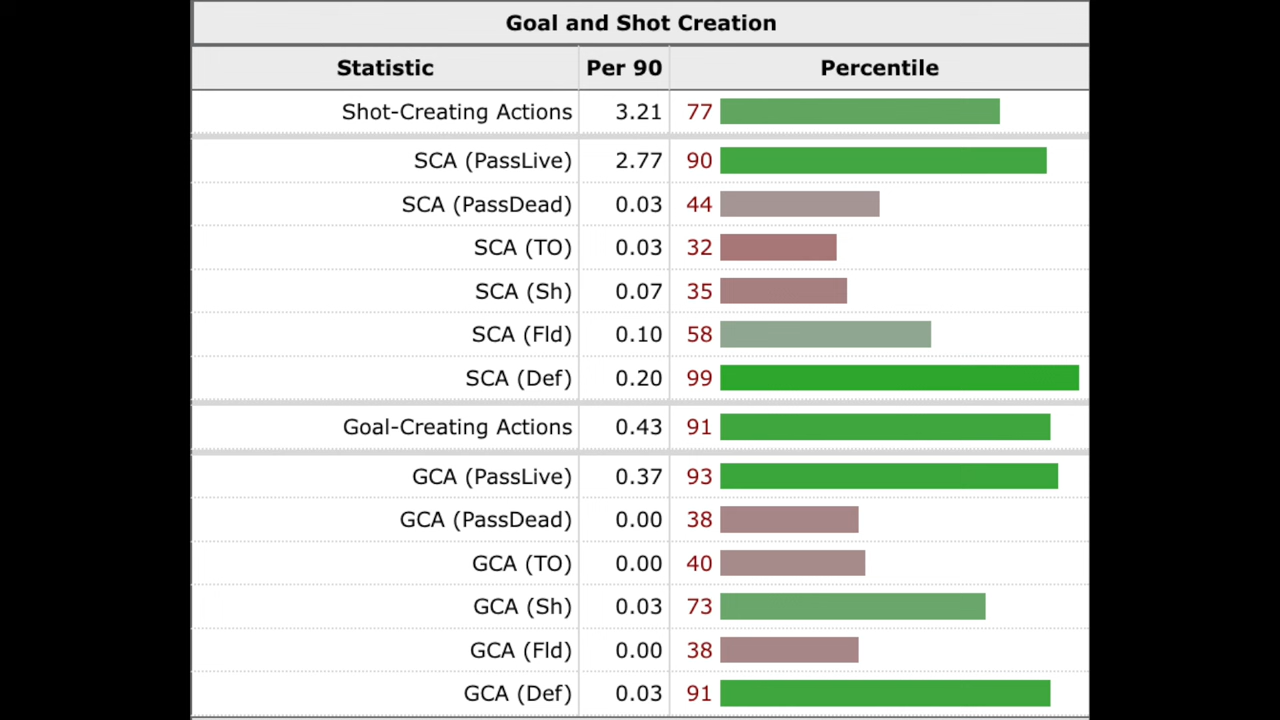 Goal and Shot Creation
Statistic Per 90 Percentile
Shot-Creating Actions 3.21 77
SCA (PassLive) 2.77 90
SCA (PassDead) 0.03 44
SCA (TO) 0.03 32
SCA (Sh) 0.07 35
SCA (Fld) 0.10 58
SCA (Def) 0.20 99
Goal-Creating Actions 0.43 91
GCA (PassLive) 0.37 93
GCA (PassDead) 0.00 38
GCA (TO) 0.00 40
GCA (Sh) 0.03 73
GCA (Fld) 0.00 38
GCA (Def) 0.03 91